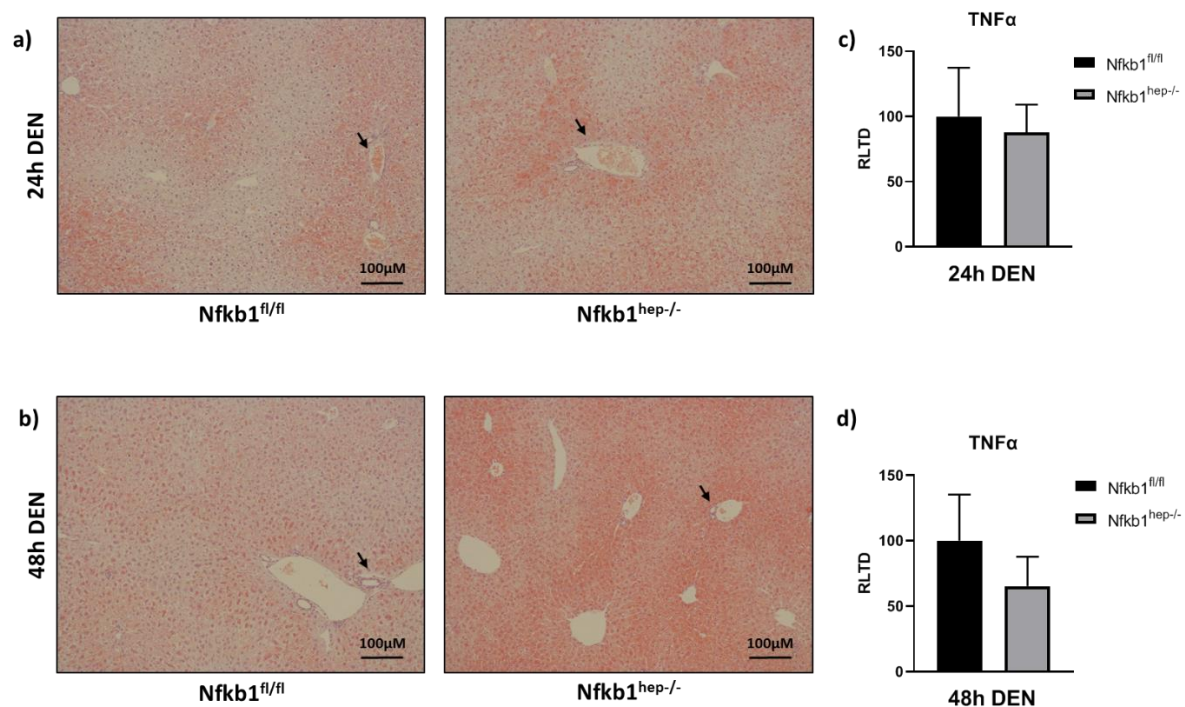 a)
24h DEN
100µM
Nfkb1fl/fl
100µM
Nfkb1hep-/-
c)
TNFα
150
100
50
0
RLTD
24h DEN
Nfkb1fl/fl
Nfkb1hep-/-
b)
48h DEN
100µM
Nfkb1fl/fl
100µM
Nfkb1hep-/-
d)
TNFα
150
100
50
0
RLTD
48h DEN
Nfkb1fl/fl
Nfkb1hep-/-